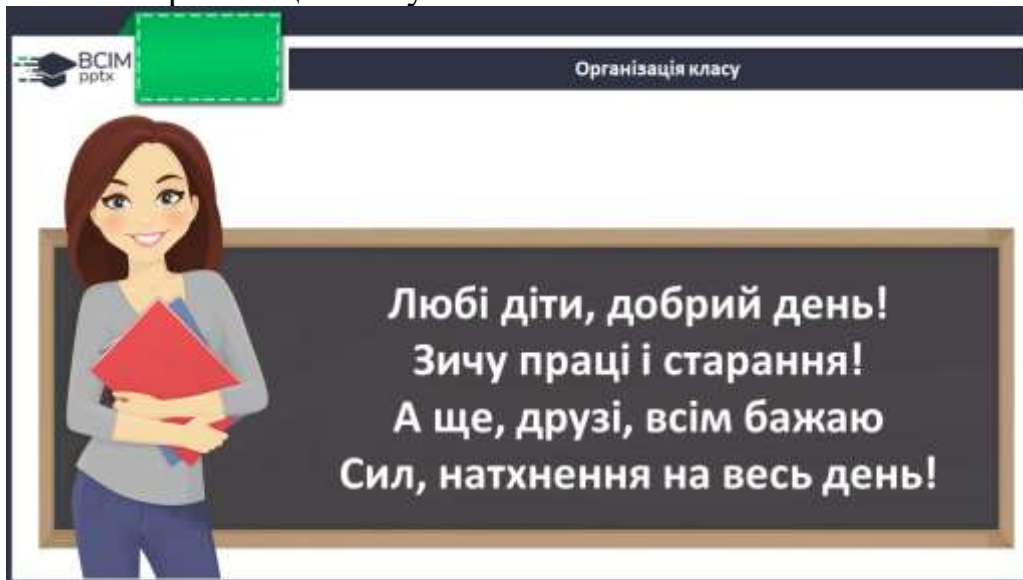 ВСІМ
pptx
Організація класу
Любі діти, добрий день!
Зичу праці і старання!
А ще, друзі, всім бажаю
Сил, натхнення на весь день!